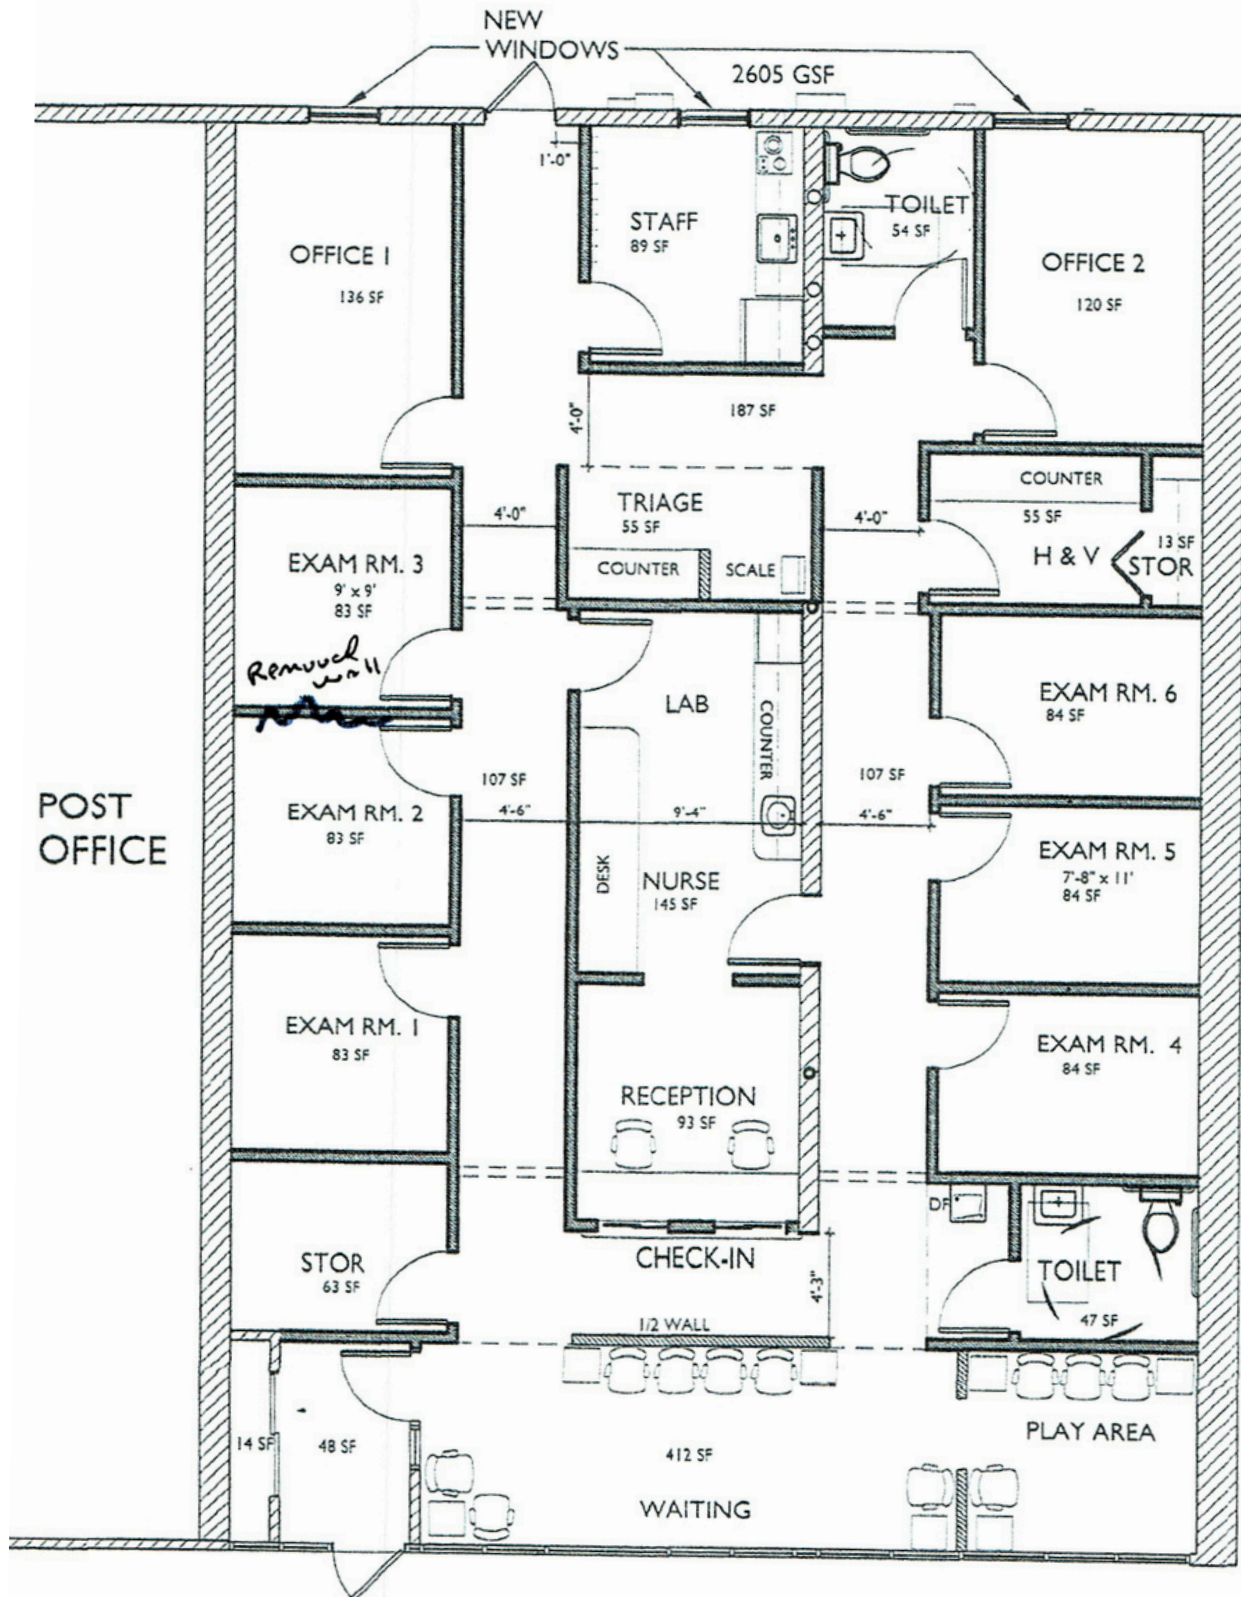 NEW
WINDOWS
2605 GSF
1'-0"
STAFF
89 SF
TOILET
54 SF
OFFICE 1
136 SF
OFFICE 2
120 SF
187 SF
4'-0"
TRIAGE
55 SF
COUNTER
SCALE
4'-0"
4'-0"
COUNTER
55 SF
H & V
13 SF
STOR
EXAM RM. 3
9' x 9'
83 SF
Removed
wall
LAB
COUNTER
EXAM RM. 6
84 SF
POST
OFFICE
107 SF
4'-6"
9'-4"
107 SF
4'-6"
EXAM RM. 2
83 SF
DESK
NURSE
145 SF
EXAM RM. 5
7'-8" x 11'
84 SF
EXAM RM. 1
83 SF
RECEPTION
93 SF
EXAM RM. 4
84 SF
DF
STOR
63 SF
CHECK-IN
4'-3"
TOILET
47 SF
1/2 WALL
14 SF
48 SF
412 SF
WAITING
PLAY AREA